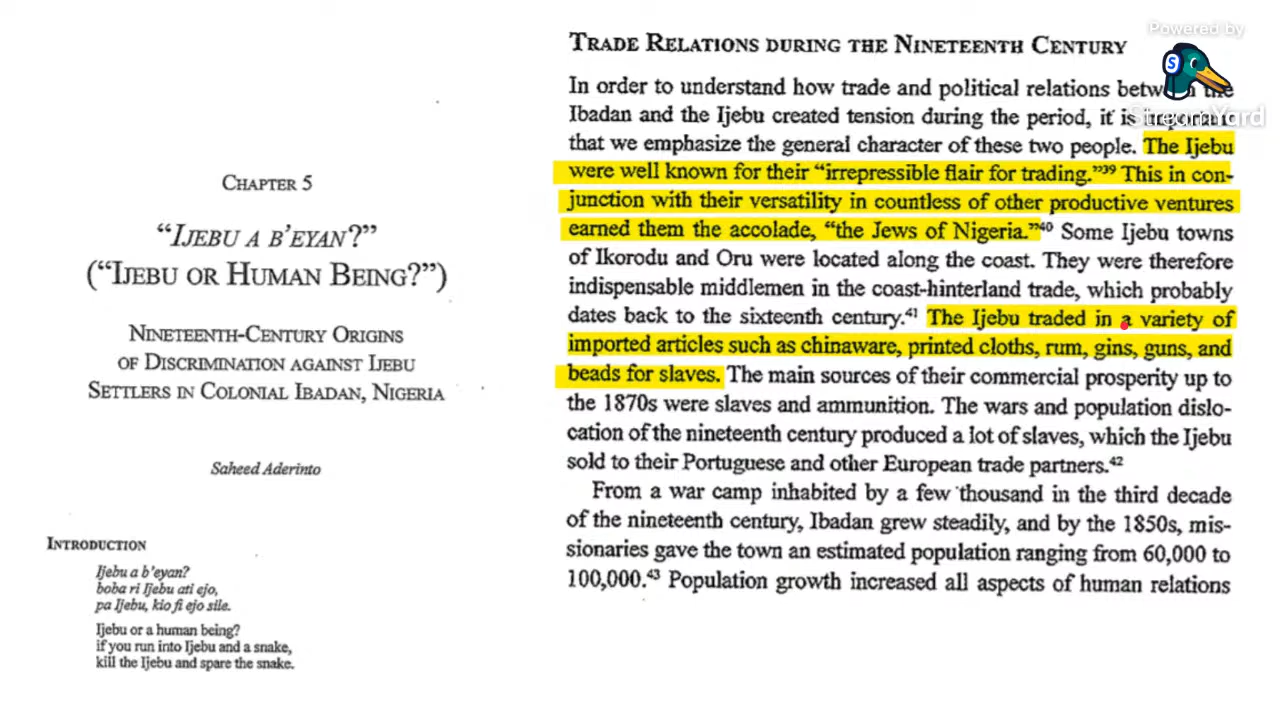 Powered by
StreamYard
CHAPTER 5
“IJEBU A B’EYAN?”
(“IJEBU OR HUMAN BEING?”)
NINETEENTH-CENTURY ORIGINS
OF DISCRIMINATION AGAINST IJEBU
SETTLERS IN COLONIAL IBADAN, NIGERIA
Saheed Aderinto
INTRODUCTION
Ijebu a b’eyan?
boba ri Ijebu ati ejo,
pa Ijebu, kio fi ejo sile.
Ijebu or a human being?
if you run into Ijebu and a snake,
kill the Ijebu and spare the snake.
TRADE RELATIONS DURING THE NINETEENTH CENTURY
In order to understand how trade and political relations between the
Ibadan and the Ijebu created tension during the period, it is important
that we emphasize the general character of these two people. The Ijebu
were well known for their “irrepressible flair for trading.”³⁹ This in con-
junction with their versatility in countless of other productive ventures
earned them the accolade, “the Jews of Nigeria.”⁴⁰ Some Ijebu towns
of Ikorodu and Oru were located along the coast. They were therefore
indispensable middlemen in the coast-hinterland trade, which probably
dates back to the sixteenth century.⁴¹ The Ijebu traded in a variety of
imported articles such as chinaware, printed cloths, rum, gins, guns, and
beads for slaves. The main sources of their commercial prosperity up to
the 1870s were slaves and ammunition. The wars and population dislo-
cation of the nineteenth century produced a lot of slaves, which the Ijebu
sold to their Portuguese and other European trade partners.⁴²
From a war camp inhabited by a few thousand in the third decade
of the nineteenth century, Ibadan grew steadily, and by the 1850s, mis-
sionaries gave the town an estimated population ranging from 60,000 to
100,000.⁴³ Population growth increased all aspects of human relations